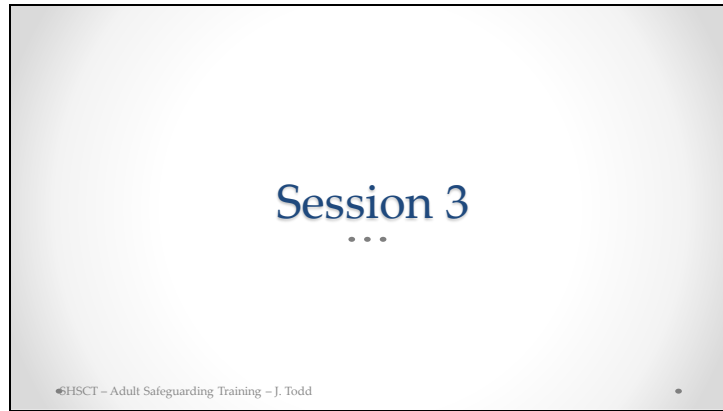 Session 3
SHSCT – Adult Safeguarding Training – J. Todd